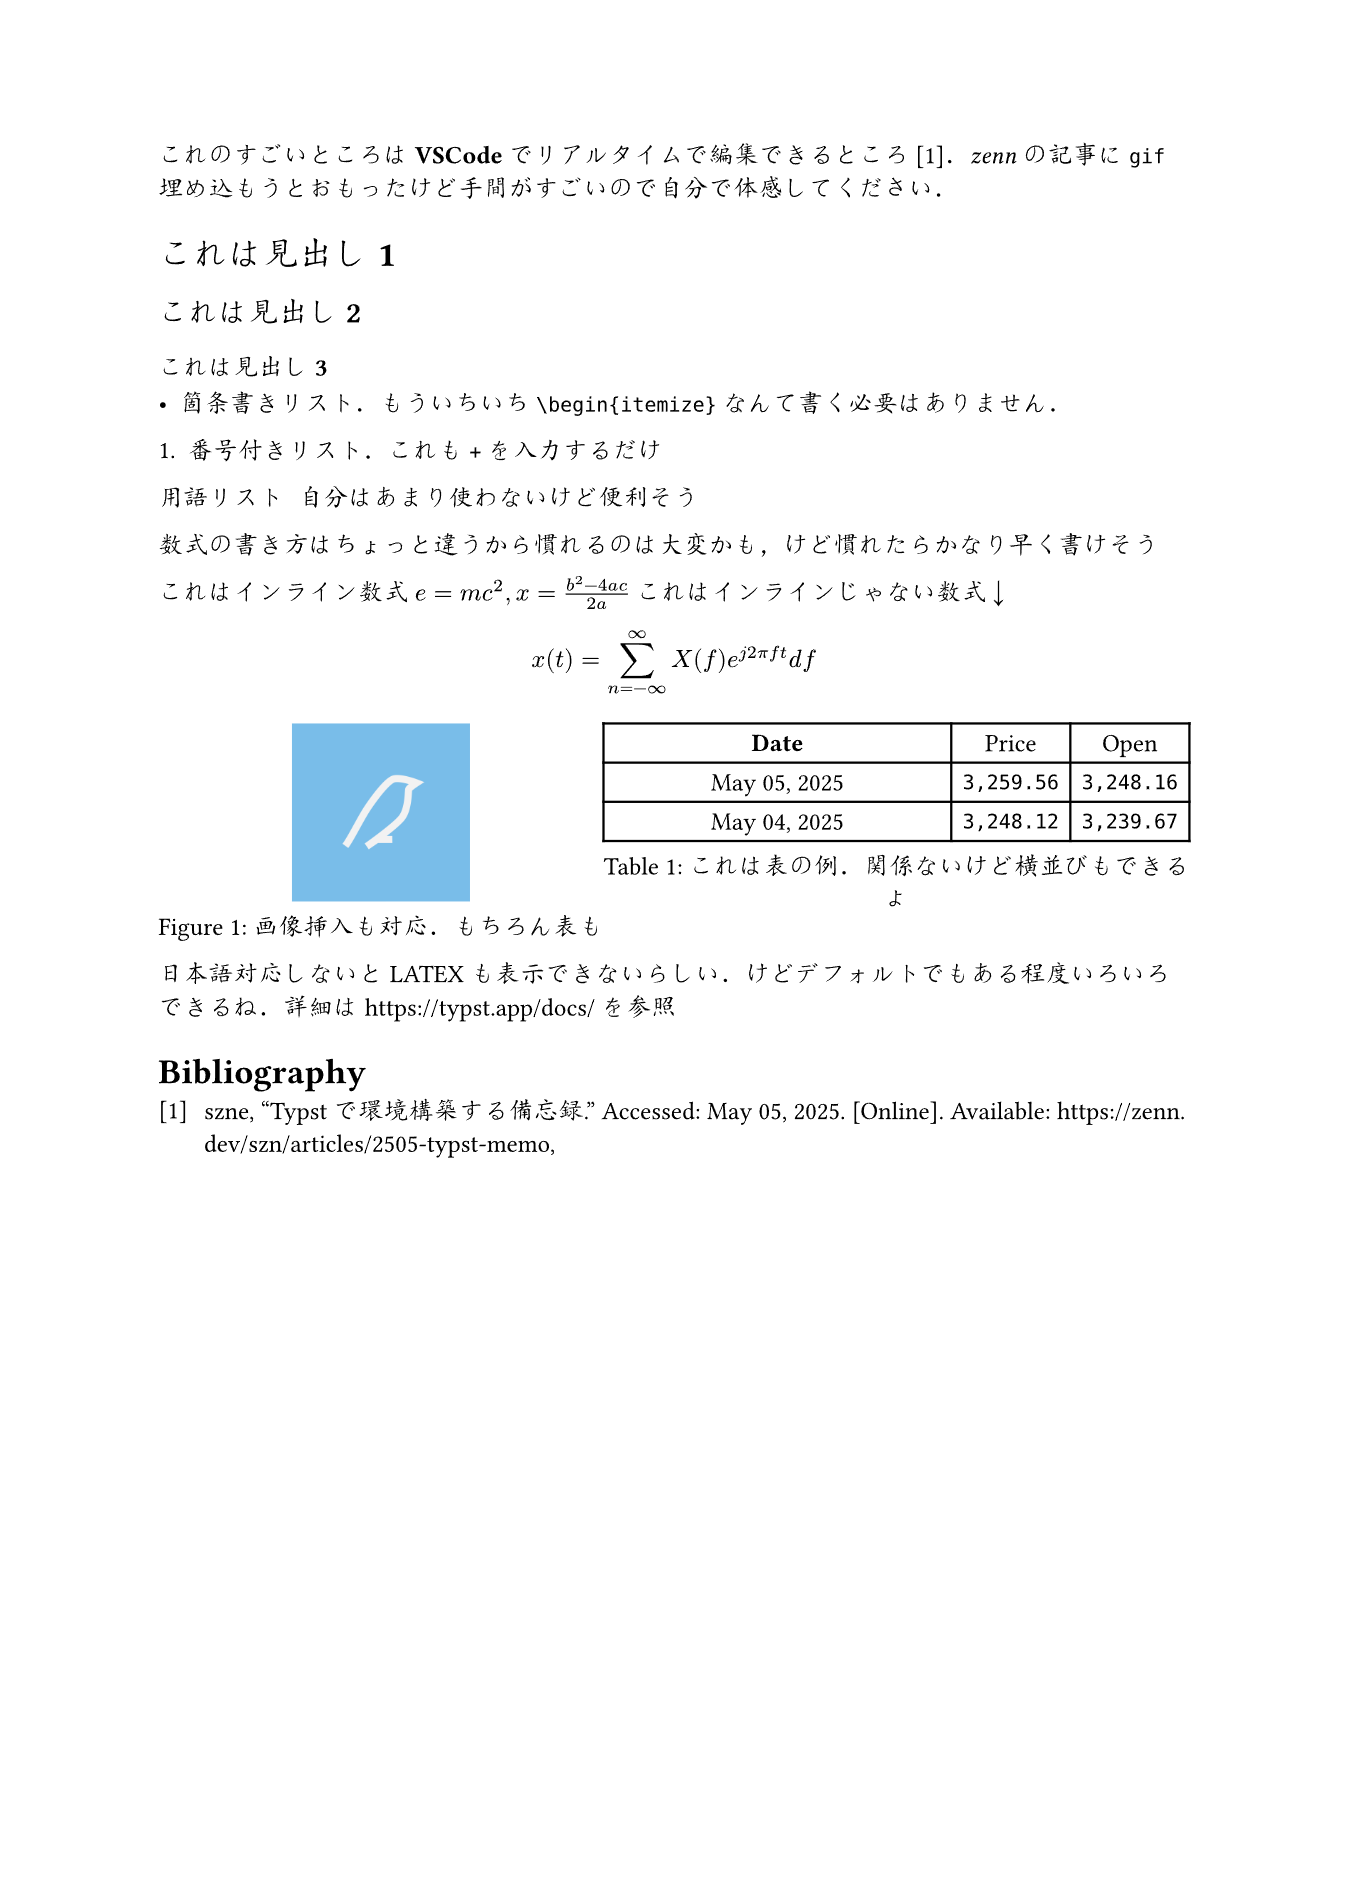 これのすごいところは VSCode でリアルタイムで編集できるところ [1]．zenn の記事に gif
埋め込もうとおもったけど手間がすごいので自分で体感してください．
これは見出し 1
これは見出し 2
これは見出し 3
• 箇条書きリスト．もういちいち \begin{itemize} なんて書く必要はありません．
1. 番号付きリスト．これも + を入力するだけ
用語リスト 自分はあまり使わないけど便利そう
数式の書き方はちょっと違うから慣れるのは大変かも，けど慣れたらかなり早く書けそう
これはインライン数式 e = mc², x = \frac{b²−4ac}{2a} これはインラインじゃない数式↓
x(t) = \sum_{n=−∞}^{∞} X(f)e^{j2πft}df
Date Price Open
May 05, 2025 3,259.56 3,248.16
May 04, 2025 3,248.12 3,239.67
Table 1: これは表の例．関係ないけど横並びもできる
よ
Figure 1: 画像挿入も対応．もちろん表も
日本語対応しないと LATEX も表示できないらしい．けどデフォルトでもある程度いろいろ
できるね．詳細は https://typst.app/docs/ を参照
Bibliography
[1] szne, “Typst で環境構築する備忘録.” Accessed: May 05, 2025. [Online]. Available: https://zenn.
dev/szn/articles/2505-typst-memo,